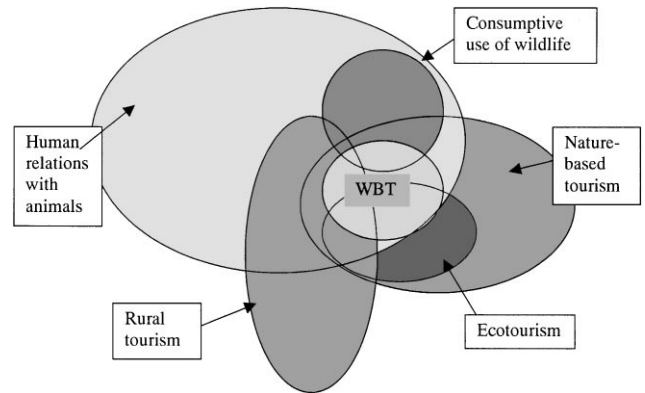 Consumptive
use of wildlife
Human
relations
with
animals
Nature-
based
tourism
WBT
Rural
tourism
Ecotourism